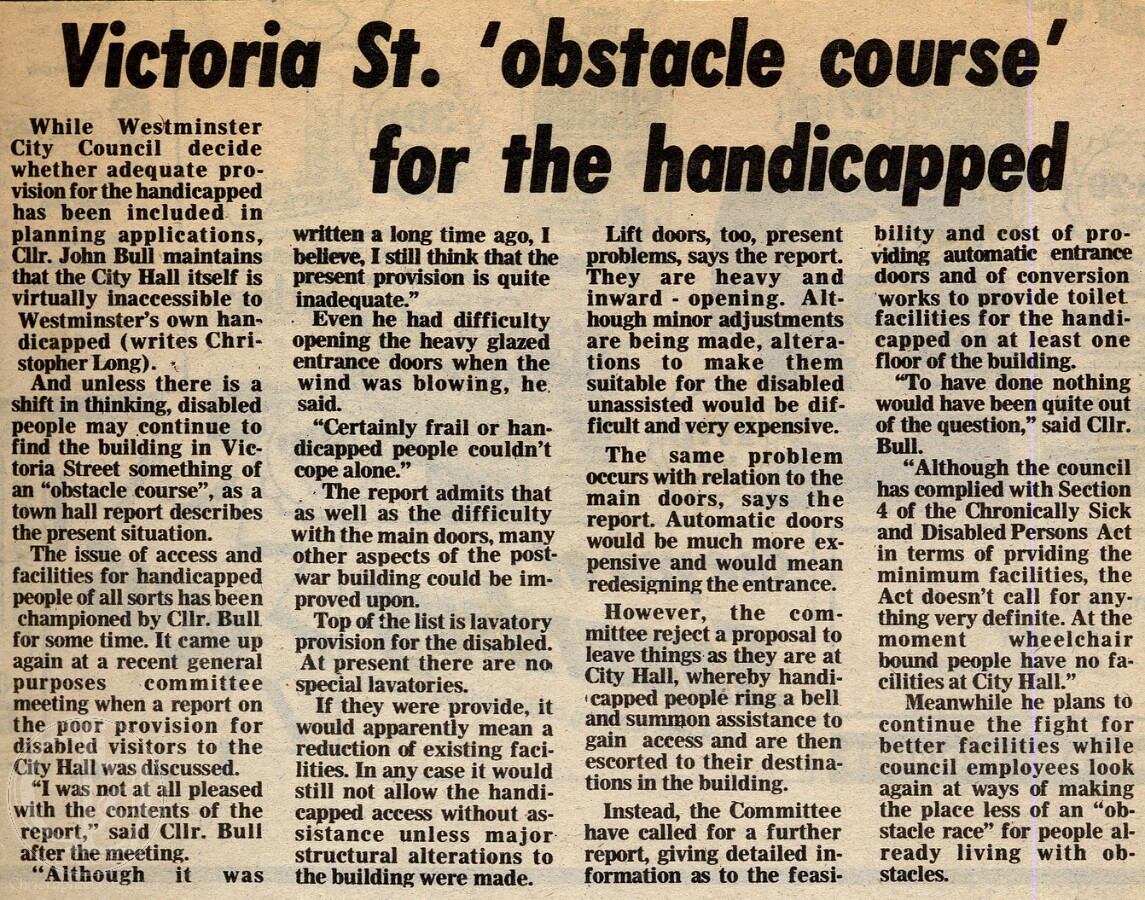 Victoria St. 'obstacle course'
for the handicapped
While Westminster
City Council decide
whether adequate pro-
vision for the handicapped
has been included in
planning applications,
Cllr. John Bull maintains
that the City Hall itself is
virtually inaccessible to
Westminster's own han-
dicapped (writes Chri-
stopher Long).
And unless there is a
shift in thinking, disabled
people may continue to
find the building in Vic-
toria Street something of
an "obstacle course", as a
town hall report describes
the present situation.
The issue of access and
facilities for handicapped
people of all sorts has been
championed by Cllr. Bull
for some time. It came up
again at a recent general
purposes committee
meeting when a report on
the poor provision for
disabled visitors to the
City Hall was discussed.
"I was not at all pleased
with the contents of the
report," said Cllr. Bull
after the meeting.
"Although it was
written a long time ago, I
believe, I still think that the
present provision is quite
inadequate."
Even he had difficulty
opening the heavy glazed
entrance doors when the
wind was blowing, he
said.
"Certainly frail or han-
dicapped people couldn't
cope alone."
The report admits that
as well as the difficulty
with the main doors, many
other aspects of the post-
war building could be im-
proved upon.
Top of the list is lavatory
provision for the disabled.
At present there are no
special lavatories.
If they were provide, it
would apparently mean a
reduction of existing faci-
lities. In any case it would
still not allow the handi-
capped access without as-
sistance unless major
structural alterations to
the building were made.
Lift doors, too, present
problems, says the report.
They are heavy and
inward - opening. Alt-
hough minor adjustments
are being made, altera-
tions to make them
suitable for the disabled
unassisted would be dif-
ficult and very expensive.
The same problem
occurs with relation to the
main doors, says the
report. Automatic doors
would be much more ex-
pensive and would mean
redesigning the entrance.
However, the com-
mittee reject a proposal to
leave things as they are at
City Hall, whereby handi-
capped people ring a bell
and summon assistance to
gain access and are then
escorted to their destina-
tions in the building.
Instead, the Committee
have called for a further
report, giving detailed in-
formation as to the feasi-
bility and cost of pro-
viding automatic entrance
doors and of conversion
works to provide toilet
facilities for the handi-
capped on at least one
floor of the building.
"To have done nothing
would have been quite out
of the question," said Cllr.
Bull.
"Although the council
has complied with Section
4 of the Chronically Sick
and Disabled Persons Act
in terms of prviding the
minimum facilities, the
Act doesn't call for any-
thing very definite. At the
moment wheelchair
bound people have no fa-
cilities at City Hall."
Meanwhile he plans to
continue the fight for
better facilities while
council employees look
again at ways of making
the place less of an "ob-
stacle race" for people al-
ready living with ob-
stacles.